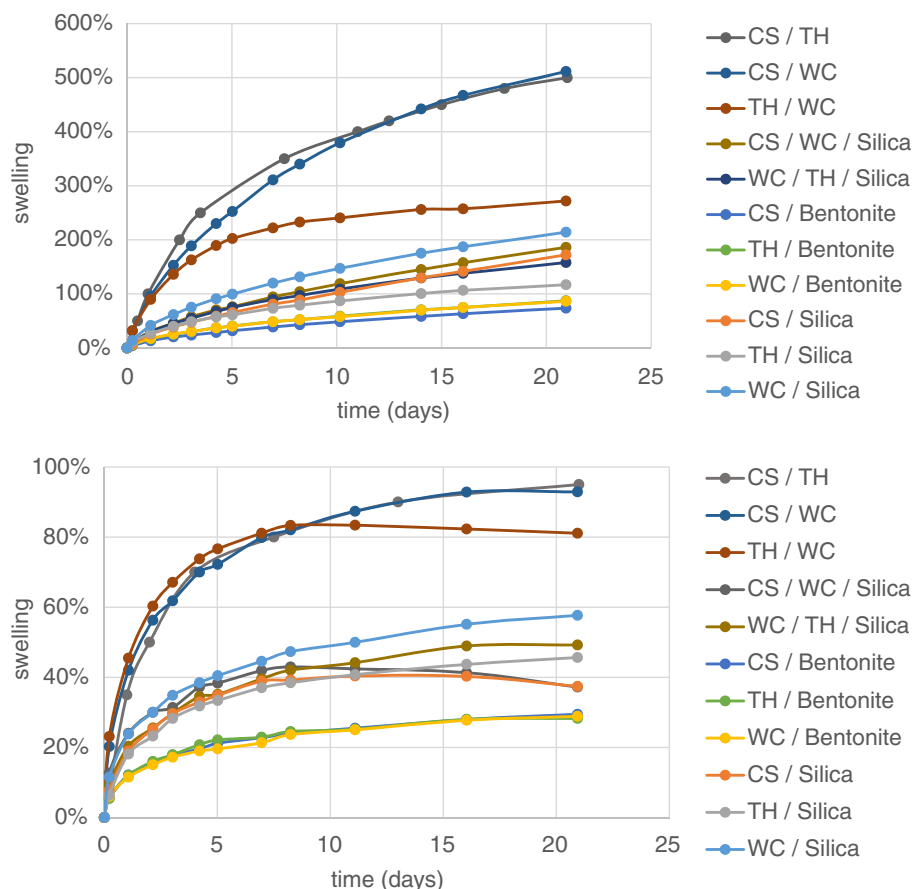 600%
500%
400%
300%
200%
100%
0%
swelling
0
5
10
15
20
25
time (days)
CS / TH
CS / WC
TH / WC
CS / WC / Silica
WC / TH / Silica
CS / Bentonite
TH / Bentonite
WC / Bentonite
CS / Silica
TH / Silica
WC / Silica
100%
80%
60%
40%
20%
0%
swelling
0
5
10
15
20
25
time (days)
CS / TH
CS / WC
TH / WC
CS / WC / Silica
WC / TH / Silica
CS / Bentonite
TH / Bentonite
WC / Bentonite
CS / Silica
TH / Silica
WC / Silica